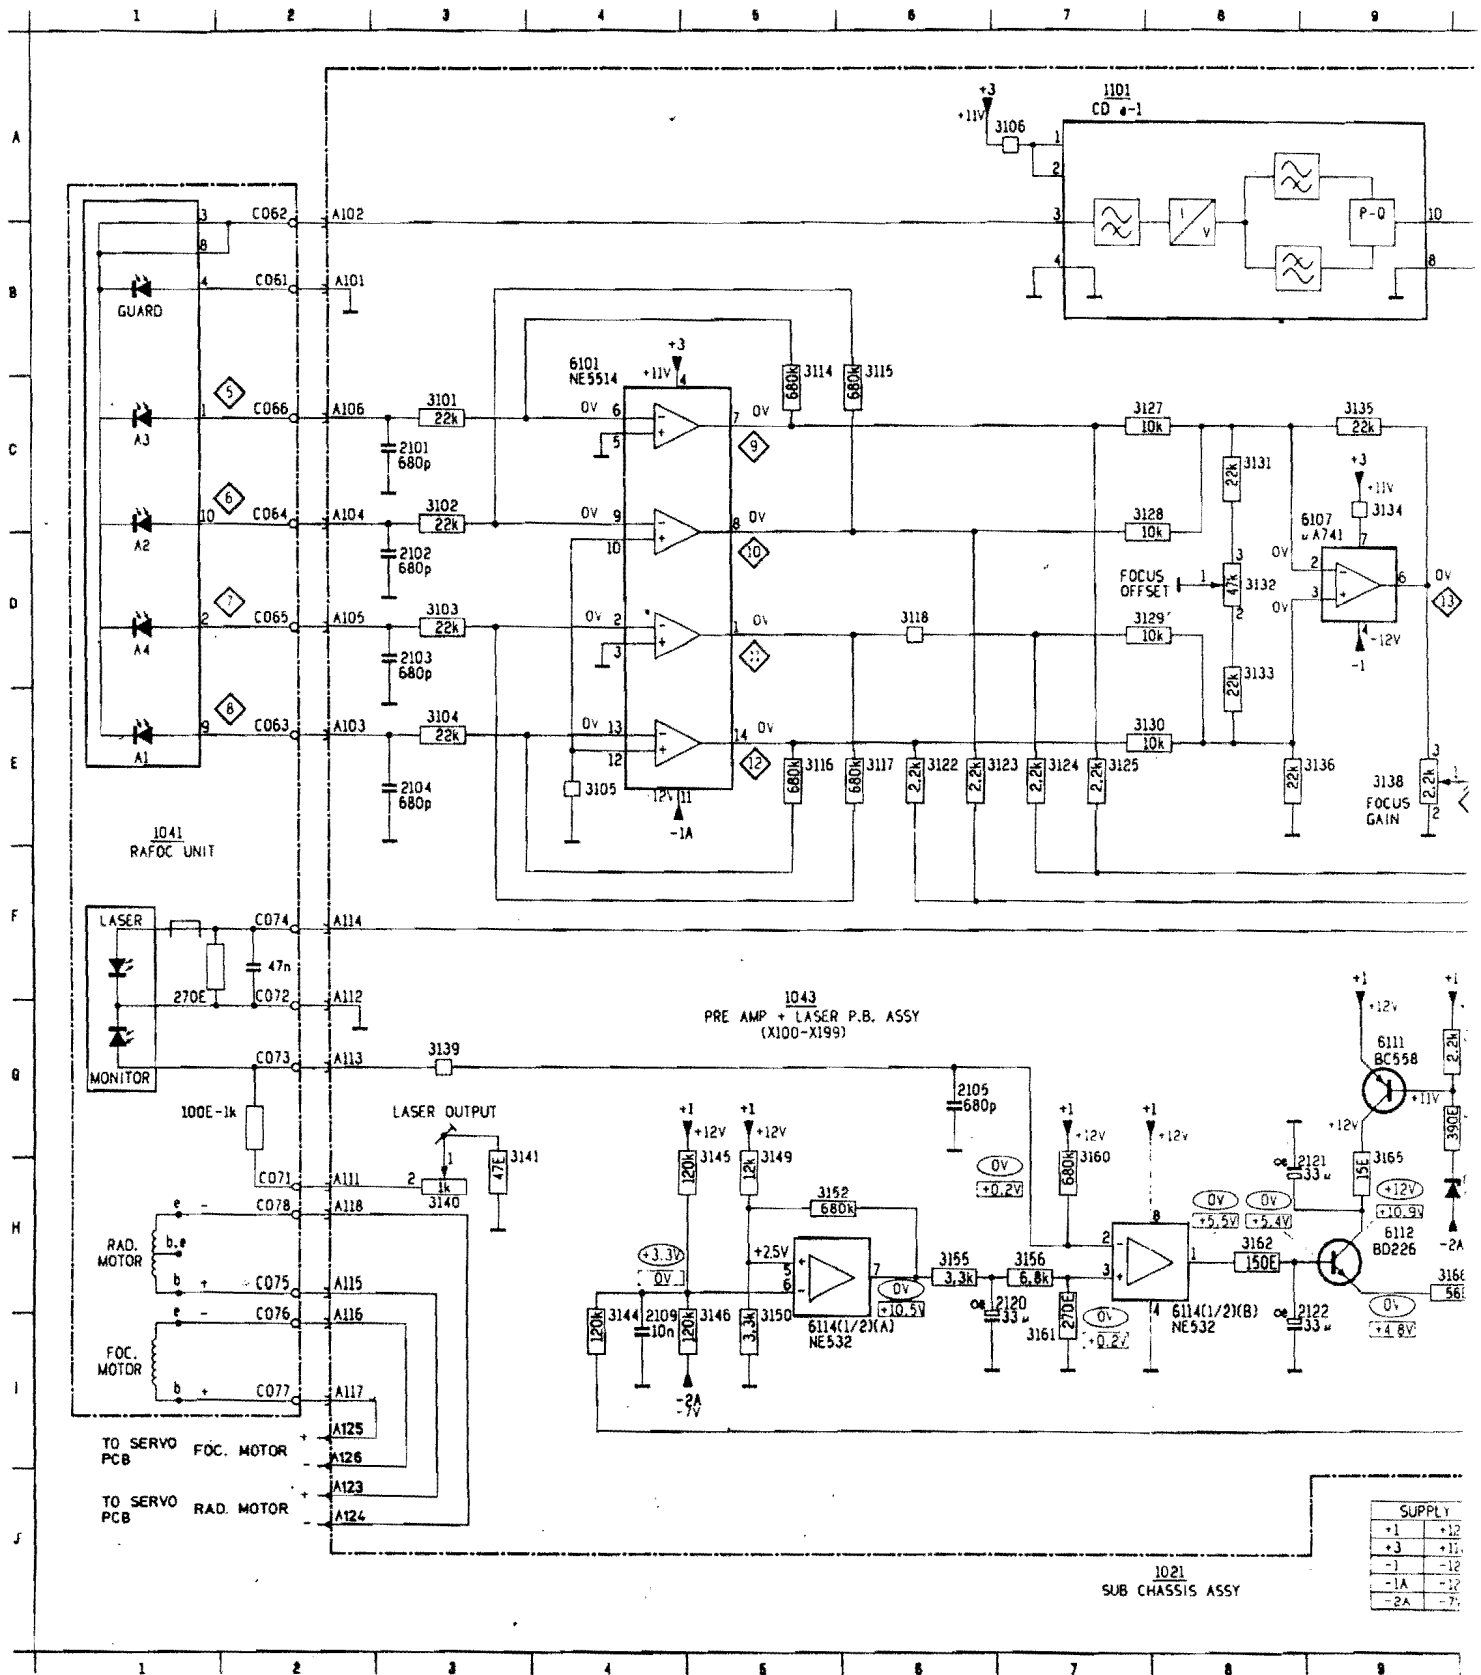 1 2 3 4 5 6 7 8 9
A
B
C
D
E
F
G
H
I
J
+3
+11V
3106
1101
1
2
3
4
P-Q
10
8
I
V
3
8
4
C062
A102
C061
A101
GUARD
5
1
C066
A106
A3
6
10
C064
A104
A2
7
2
C065
A105
A4
8
9
C063
A103
A1
1041
RAFOC UNIT
3101
22k
2101
680p
3102
22k
2102
680p
3103
22k
2103
680p
3104
22k
2104
680p
6101
NE5514
+3
+11V
4
0V 6
5
7 0V
9
0V 9
10
8 0V
10
0V 2
3
1 0V
11
0V 13
12
14 0V
12
3105
12V 11
-1A
680k 3114
680k 3115
3118
680k 3116
680k 3117
2.2k 3122
2.2k 3123
2.2k 3124
2.2k 3125
3127
10k
3128
10k
3129
10k
3130
10k
22k
3131
FOCUS
OFFSET
1
3
47k
3132
2
22k
3133
3135
22k
+3
+11V
3134
6107
µA741
7
0V 2
3
0V
6 0V
13
4
-12V
-1
22k 3136
3138
FOCUS
GAIN
2.2k
3
1
2
LASER
MONITOR
C074
A114
47n
270E
C072
A112
C073
A113
100E-1k
C071
A111
3139
LASER OUTPUT
1
2
1k
3140
47E
3141
1043
PRE AMP + LASER P.B. ASSY
(X100-X199)
C078
A118
RAD.
MOTOR
e -
b.e
b +
C075
A115
e -
C076
A116
FOC.
MOTOR
b +
C077
A117
TO SERVO
PCB
FOC. MOTOR
+
A125
-
A126
TO SERVO
PCB
RAD. MOTOR
+
A123
-
A124
+1
+12V
120k
3145
+1
+12V
12k
3149
3152
680k
+3.3V
0V
+2.5V
5
6
7
0V
+10.5V
120k
3144
2109
10n
120k
3146
3.3k
3150
6114(1/2)(A)
NE532
-2A
-7V
2105
680p
0V
+0.2V
+1
+12V
680k
3160
3155
3.3k
3156
6.8k
2120
33µ
270E
3161
0V
+0.2V
+1
+12V
8
2
3
1
4
6114(1/2)(B)
NE532
0V
+5.5V
0V
+5.4V
3162
150E
2121
33µ
2122
33µ
+1
+12V
6111
BC558
+12V
15E
3165
+12V
+10.9V
6112
BD226
0V
+4.8V
+1
2.2k
+11V
390E
-2A
1021
SUB CHASSIS ASSY
SUPPLY
+1
+3
-1 -12
-1A -12
-2A
1 2 3 4 5 6 7 8 9